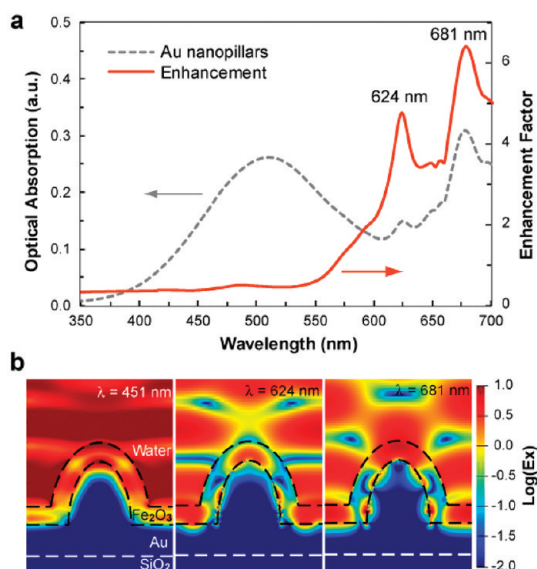 a
Au nanopillars
Enhancement
624 nm
681 nm
Optical Absorption (a.u.)
0.5
0.4
0.3
0.2
0.1
0.0
Enhancement Factor
6
4
2
0
350 400 450 500 550 600 650 700
Wavelength (nm)
b
λ = 451 nm
λ = 624 nm
λ = 681 nm
Water
Fe₂O₃
Au
SiO₂
1.0
0.5
0.0
-0.5
-1.0
-1.5
-2.0
Log(Ex)